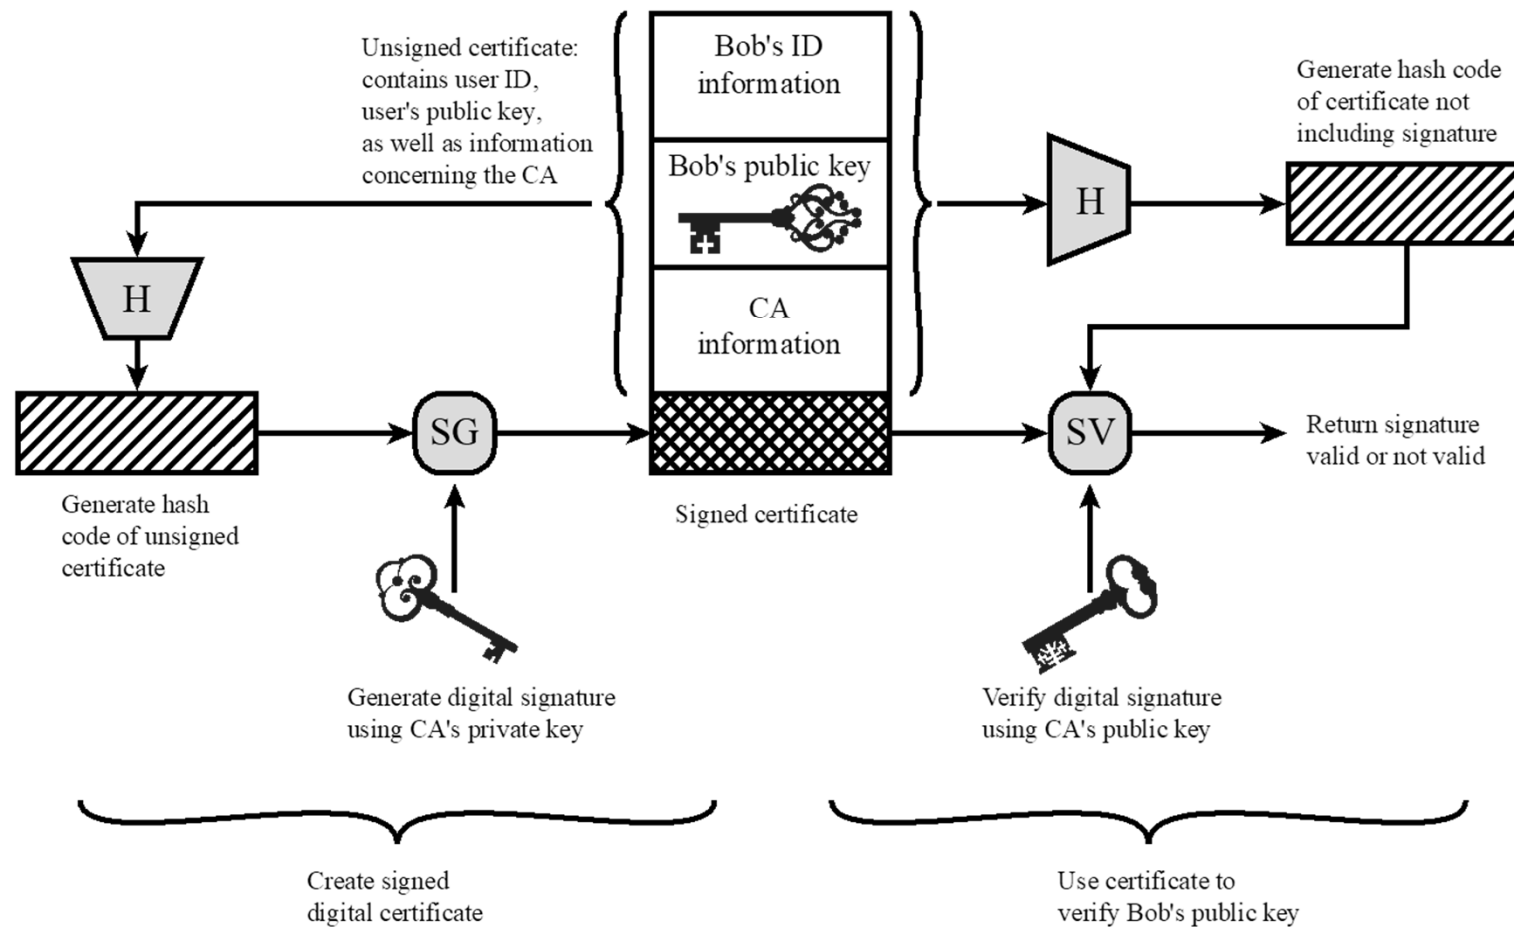 Unsigned certificate:
contains user ID,
user's public key,
as well as information
concerning the CA
Bob's ID
information
Bob's public key
CA
information
Signed certificate
H
Generate hash
code of unsigned
certificate
SG
Generate digital signature
using CA's private key
H
Generate hash code
of certificate not
including signature
SV
Return signature
valid or not valid
Verify digital signature
using CA's public key
Create signed
digital certificate
Use certificate to
verify Bob's public key